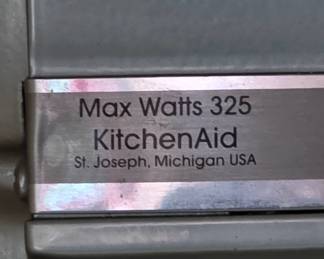 Max Watts 325
KitchenAid
St. Joseph, Michigan USA